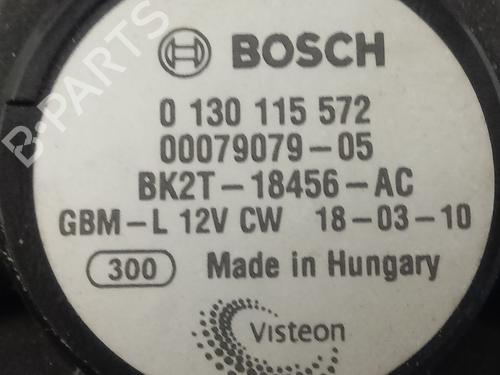 B-PARTS
BOSCH
0 130 115 572
00079079-05
BK2T-18456-AC
GBM-L 12V CW 18-03-10
300 Made in Hungary
Visteon